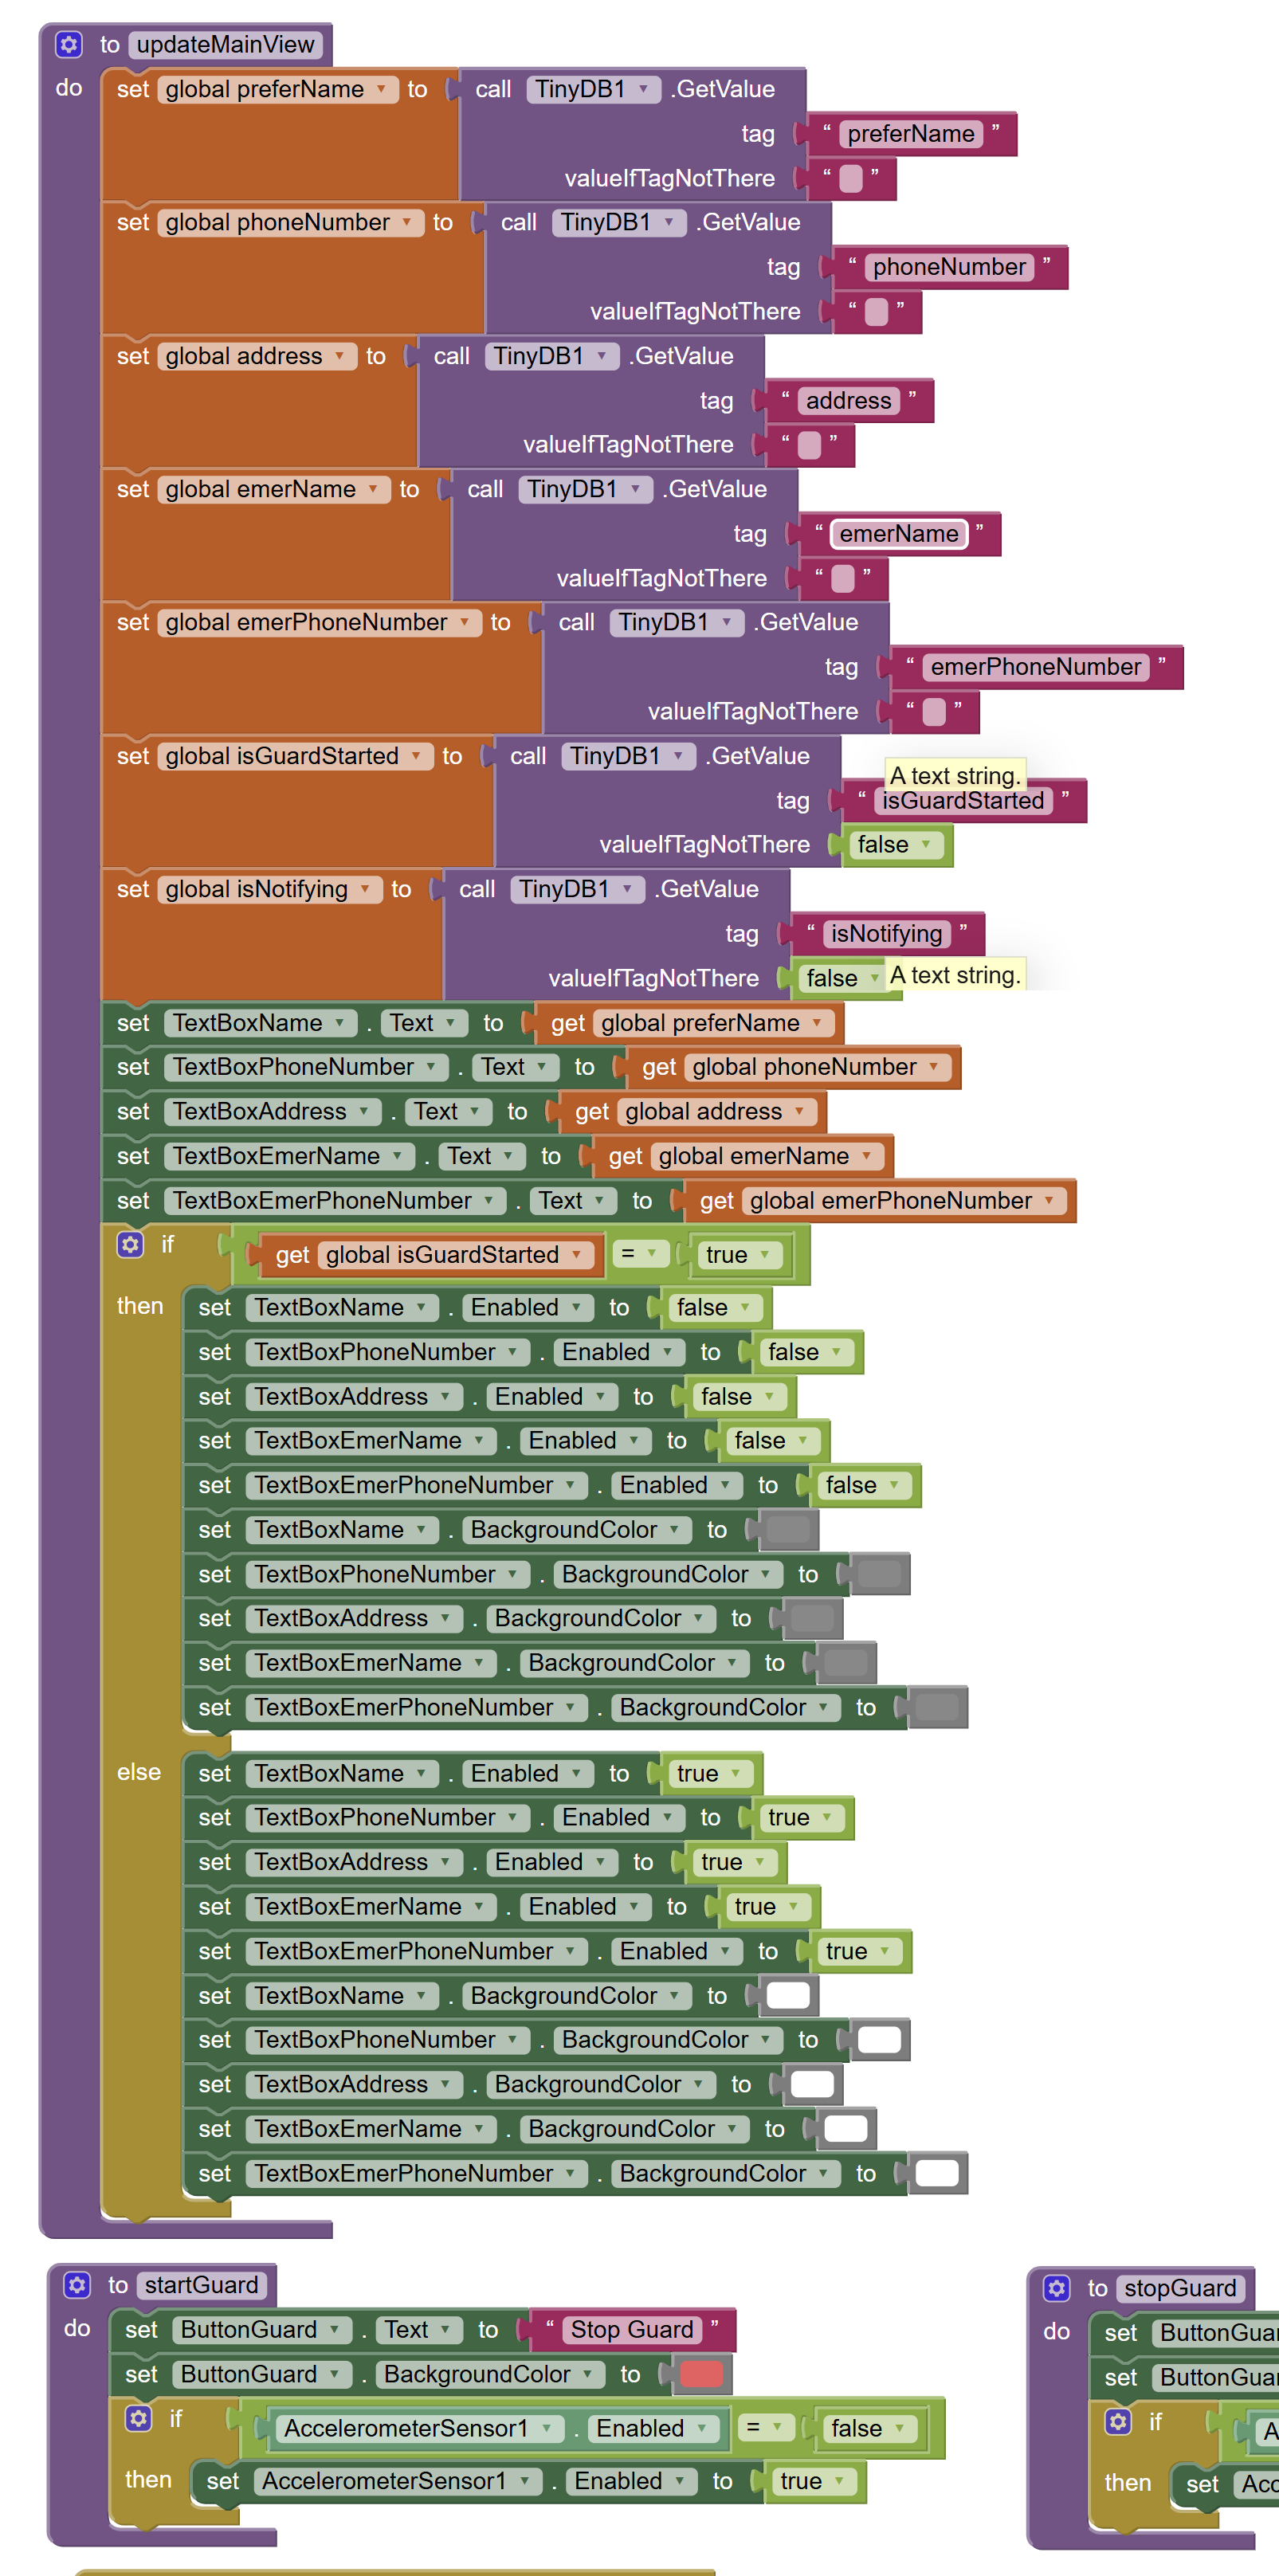 to updateMainView
do set global preferName to call TinyDB1 .GetValue
tag " preferName "
valueIfTagNotThere " "
set global phoneNumber to call TinyDB1 .GetValue
tag " phoneNumber "
valueIfTagNotThere " "
set global address to call TinyDB1 .GetValue
tag " address "
valueIfTagNotThere " "
set global emerName to call TinyDB1 .GetValue
tag " emerName "
valueIfTagNotThere " "
set global emerPhoneNumber to call TinyDB1 .GetValue
tag " emerPhoneNumber "
valueIfTagNotThere " "
set global isGuardStarted to call TinyDB1 .GetValue
A text string.
tag " isGuardStarted "
valueIfTagNotThere false
set global isNotifying to call TinyDB1 .GetValue
tag " isNotifying "
valueIfTagNotThere false A text string.
set TextBoxName . Text to get global preferName
set TextBoxPhoneNumber . Text to get global phoneNumber
set TextBoxAddress . Text to get global address
set TextBoxEmerName . Text to get global emerName
set TextBoxEmerPhoneNumber . Text to get global emerPhoneNumber
if get global isGuardStarted = true
then set TextBoxName . Enabled to false
set TextBoxPhoneNumber . Enabled to false
set TextBoxAddress . Enabled to false
set TextBoxEmerName . Enabled to false
set TextBoxEmerPhoneNumber . Enabled to false
set TextBoxName . BackgroundColor to
set TextBoxPhoneNumber . BackgroundColor to
set TextBoxAddress . BackgroundColor to
set TextBoxEmerName . BackgroundColor to
set TextBoxEmerPhoneNumber . BackgroundColor to
else set TextBoxName . Enabled to true
set TextBoxPhoneNumber . Enabled to true
set TextBoxAddress . Enabled to true
set TextBoxEmerName . Enabled to true
set TextBoxEmerPhoneNumber . Enabled to true
set TextBoxName . BackgroundColor to
set TextBoxPhoneNumber . BackgroundColor to
set TextBoxAddress . BackgroundColor to
set TextBoxEmerName . BackgroundColor to
set TextBoxEmerPhoneNumber . BackgroundColor to
to startGuard
do set ButtonGuard . Text to " Stop Guard "
set ButtonGuard . BackgroundColor to
if AccelerometerSensor1 . Enabled = false
then set AccelerometerSensor1 . Enabled to true
to stopGuard
do set
set
if
then set